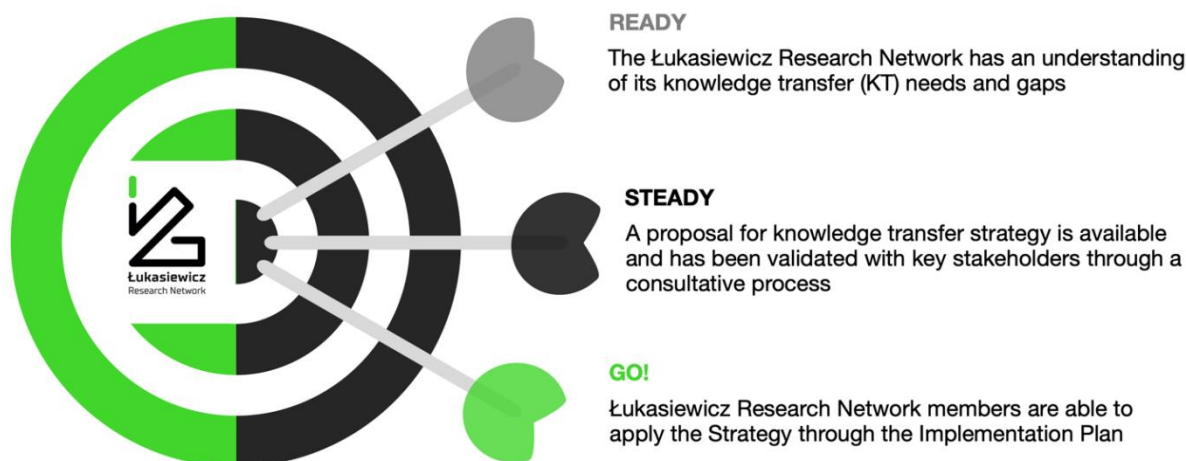 Łukasiewicz
Research Network
READY
The Łukasiewicz Research Network has an understanding
of its knowledge transfer (KT) needs and gaps
STEADY
A proposal for knowledge transfer strategy is available
and has been validated with key stakeholders through a
consultative process
GO!
Łukasiewicz Research Network members are able to
apply the Strategy through the Implementation Plan